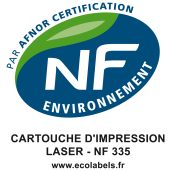 PAR AFNOR CERTIFICATION
NF
ENVIRONNEMENT
CARTOUCHE D'IMPRESSION
LASER - NF 335
www.ecolabels.fr